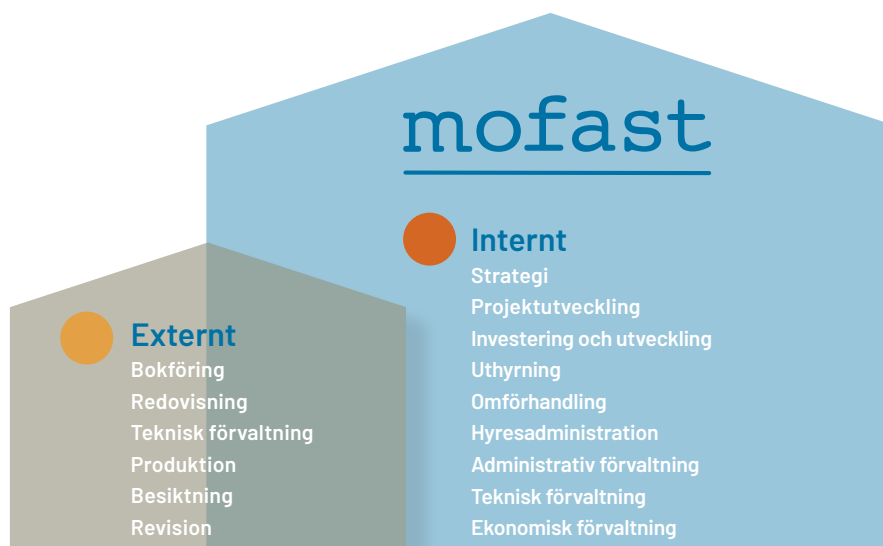 mofast
Internt
Strategi
Projektutveckling
Investering och utveckling
Uthyrning
Omförhandling
Hyresadministration
Administrativ förvaltning
Teknisk förvaltning
Ekonomisk förvaltning
Externt
Bokföring
Redovisning
Teknisk förvaltning
Produktion
Besiktning
Revision